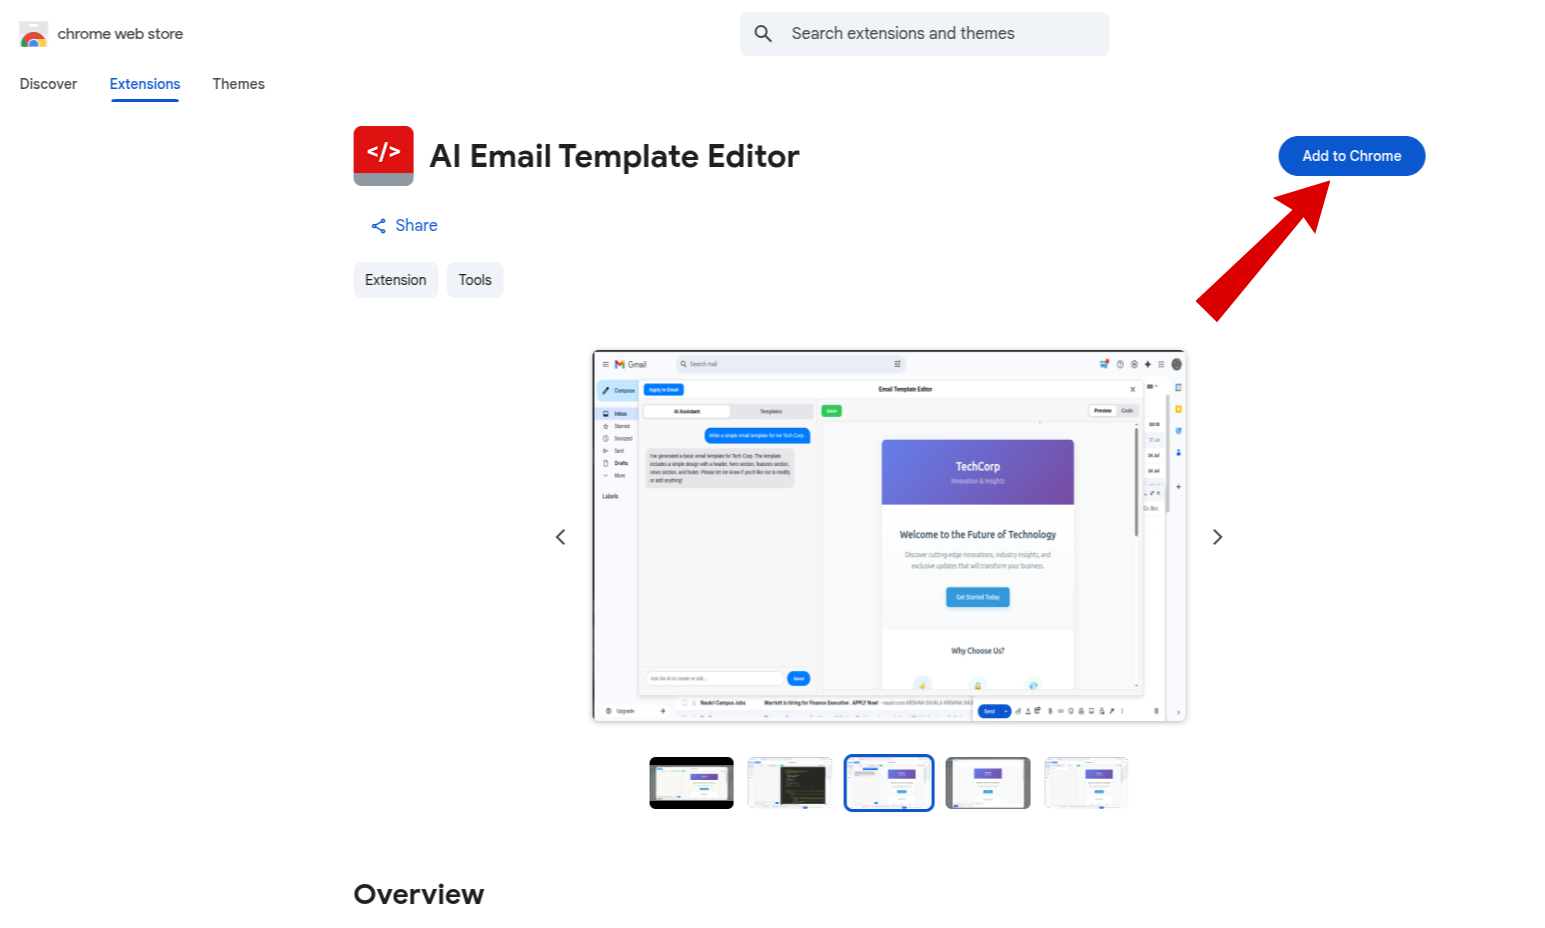 chrome web store
Search extensions and themes
Discover
Extensions
Themes
</>
AI Email Template Editor
Add to Chrome
Share
Extension
Tools
Gmail
Search mail
Compose
Apply to Email
Email Template Editor
Inbox
Starred
Snoozed
Sent
Drafts
More
Labels
AI Assistant
Templates
Save
Preview
Code
Write a simple email template for me Tech Corp.
I've generated a basic email template for Tech Corp. The template
includes a simple design with a header, hero section, features section,
news section, and footer. Please let me know if you'd like me to modify
or add anything!
TechCorp
Innovation & Insights
Welcome to the Future of Technology
Discover cutting-edge innovations, industry insights, and
exclusive updates that will transform your business.
Get Started Today
Why Choose Us?
Ask the AI to create or edit...
Send
Upgrade
Naukri Campus Jobs
Marriott is hiring for Finance Executive . APPLY Now!
Send
Overview